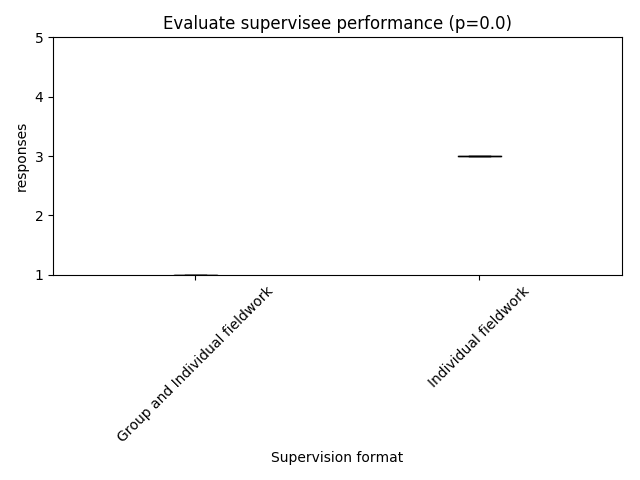 Evaluate supervisee performance (p=0.0)
5
4
3
2
1
responses
Group and Individual fieldwork
Individual fieldwork
Supervision format